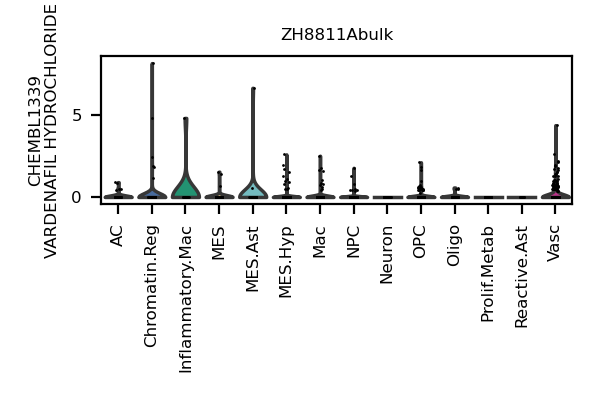 ZH8811Abulk
CHEMBL1339
VARDENAFIL HYDROCHLORIDE
5
0
AC
Chromatin.Reg
Inflammatory.Mac
MES
MES.Ast
MES.Hyp
Mac
NPC
Neuron
OPC
Oligo
Prolif.Metab
Reactive.Ast
Vasc